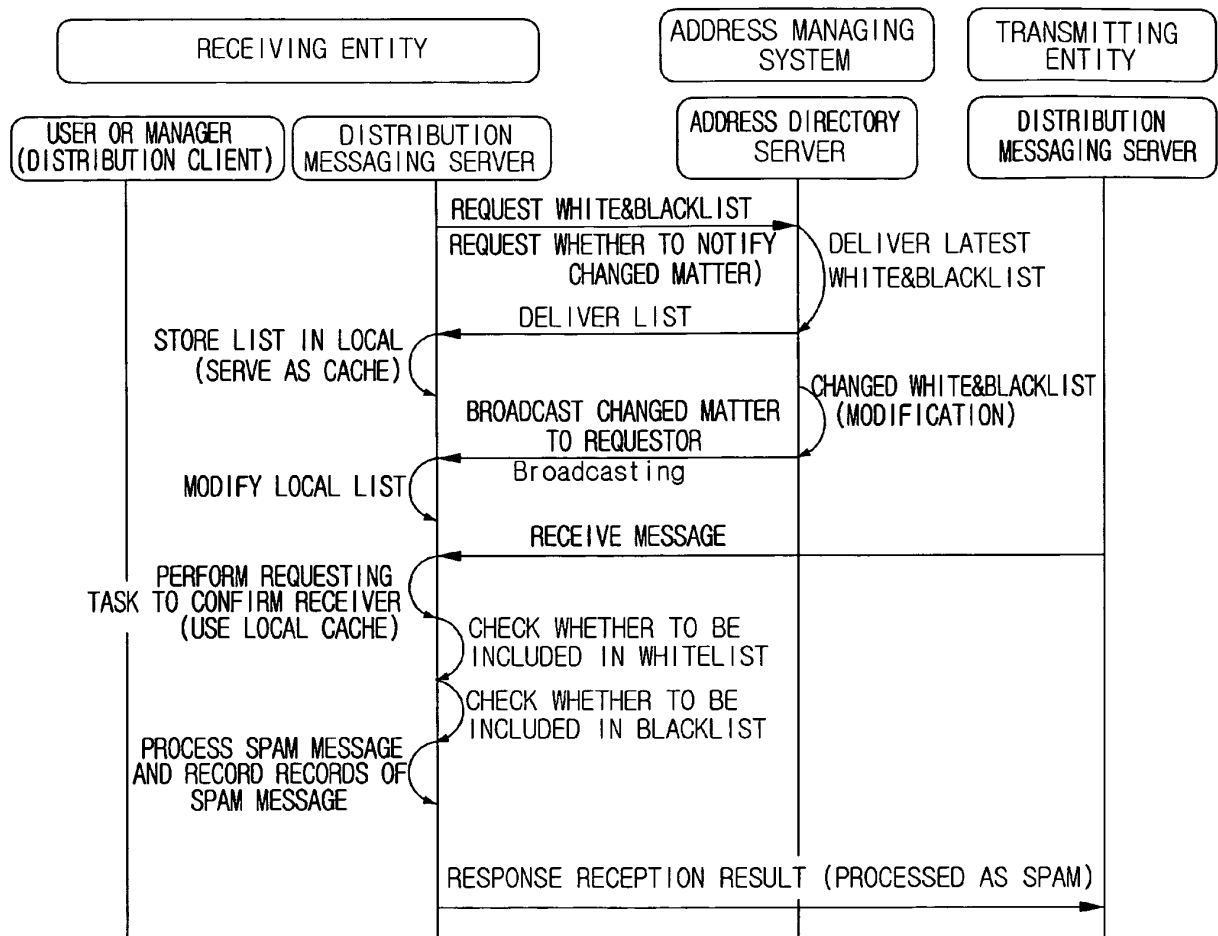 RECEIVING ENTITY
ADDRESS MANAGING
SYSTEM
TRANSMITTING
ENTITY
USER OR MANAGER
(DISTRIBUTION CLIENT)
DISTRIBUTION
MESSAGING SERVER
ADDRESS DIRECTORY
SERVER
DISTRIBUTION
MESSAGING SERVER
REQUEST WHITE&BLACKLIST
REQUEST WHETHER TO NOTIFY
CHANGED MATTER)
DELIVER LATEST
WHITE&BLACKLIST
DELIVER LIST
STORE LIST IN LOCAL
(SERVE AS CACHE)
CHANGED WHITE&BLACKLIST
(MODIFICATION)
BROADCAST CHANGED MATTER
TO REQUESTOR
Broadcasting
MODIFY LOCAL LIST
RECEIVE MESSAGE
PERFORM REQUESTING
TASK TO CONFIRM RECEIVER
(USE LOCAL CACHE)
CHECK WHETHER TO BE
INCLUDED IN WHITELIST
CHECK WHETHER TO BE
INCLUDED IN BLACKLIST
PROCESS SPAM MESSAGE
AND RECORD RECORDS OF
SPAM MESSAGE
RESPONSE RECEPTION RESULT (PROCESSED AS SPAM)